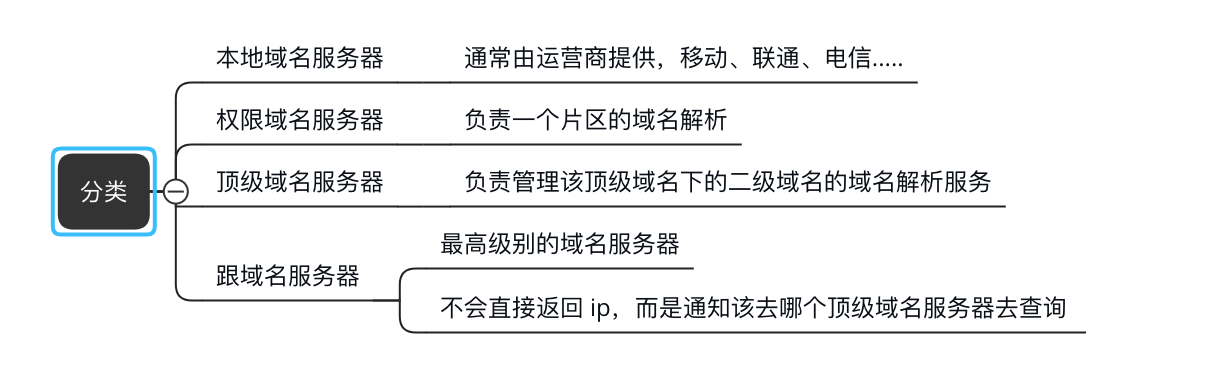 分类
本地域名服务器
通常由运营商提供，移动、联通、电信.....
权限域名服务器
负责一个片区的域名解析
顶级域名服务器
负责管理该顶级域名下的二级域名的域名解析服务
跟域名服务器
最高级别的域名服务器
不会直接返回 ip，而是通知该去哪个顶级域名服务器去查询